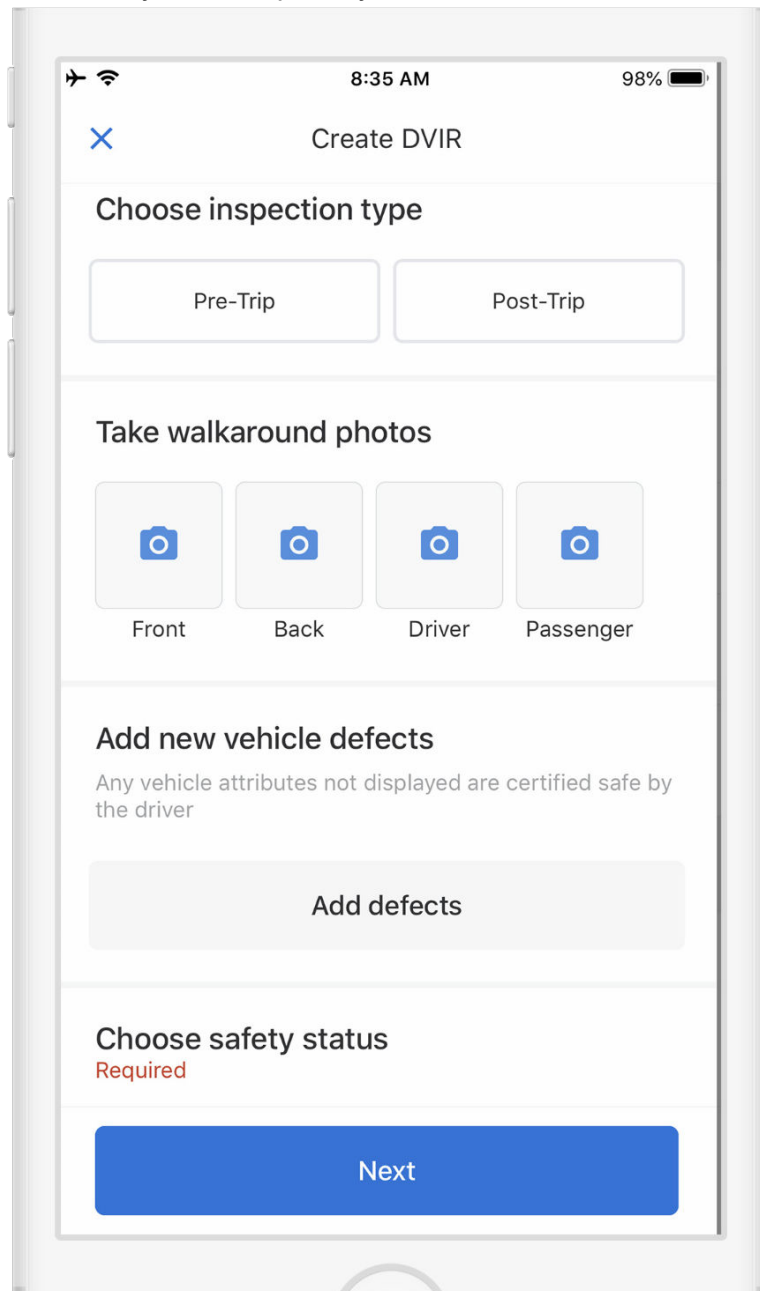 8:35 AM 98%
Create DVIR
Choose inspection type
Pre-Trip Post-Trip
Take walkaround photos
Front Back Driver Passenger
Add new vehicle defects
Any vehicle attributes not displayed are certified safe by
the driver
Add defects
Choose safety status
Required
Next